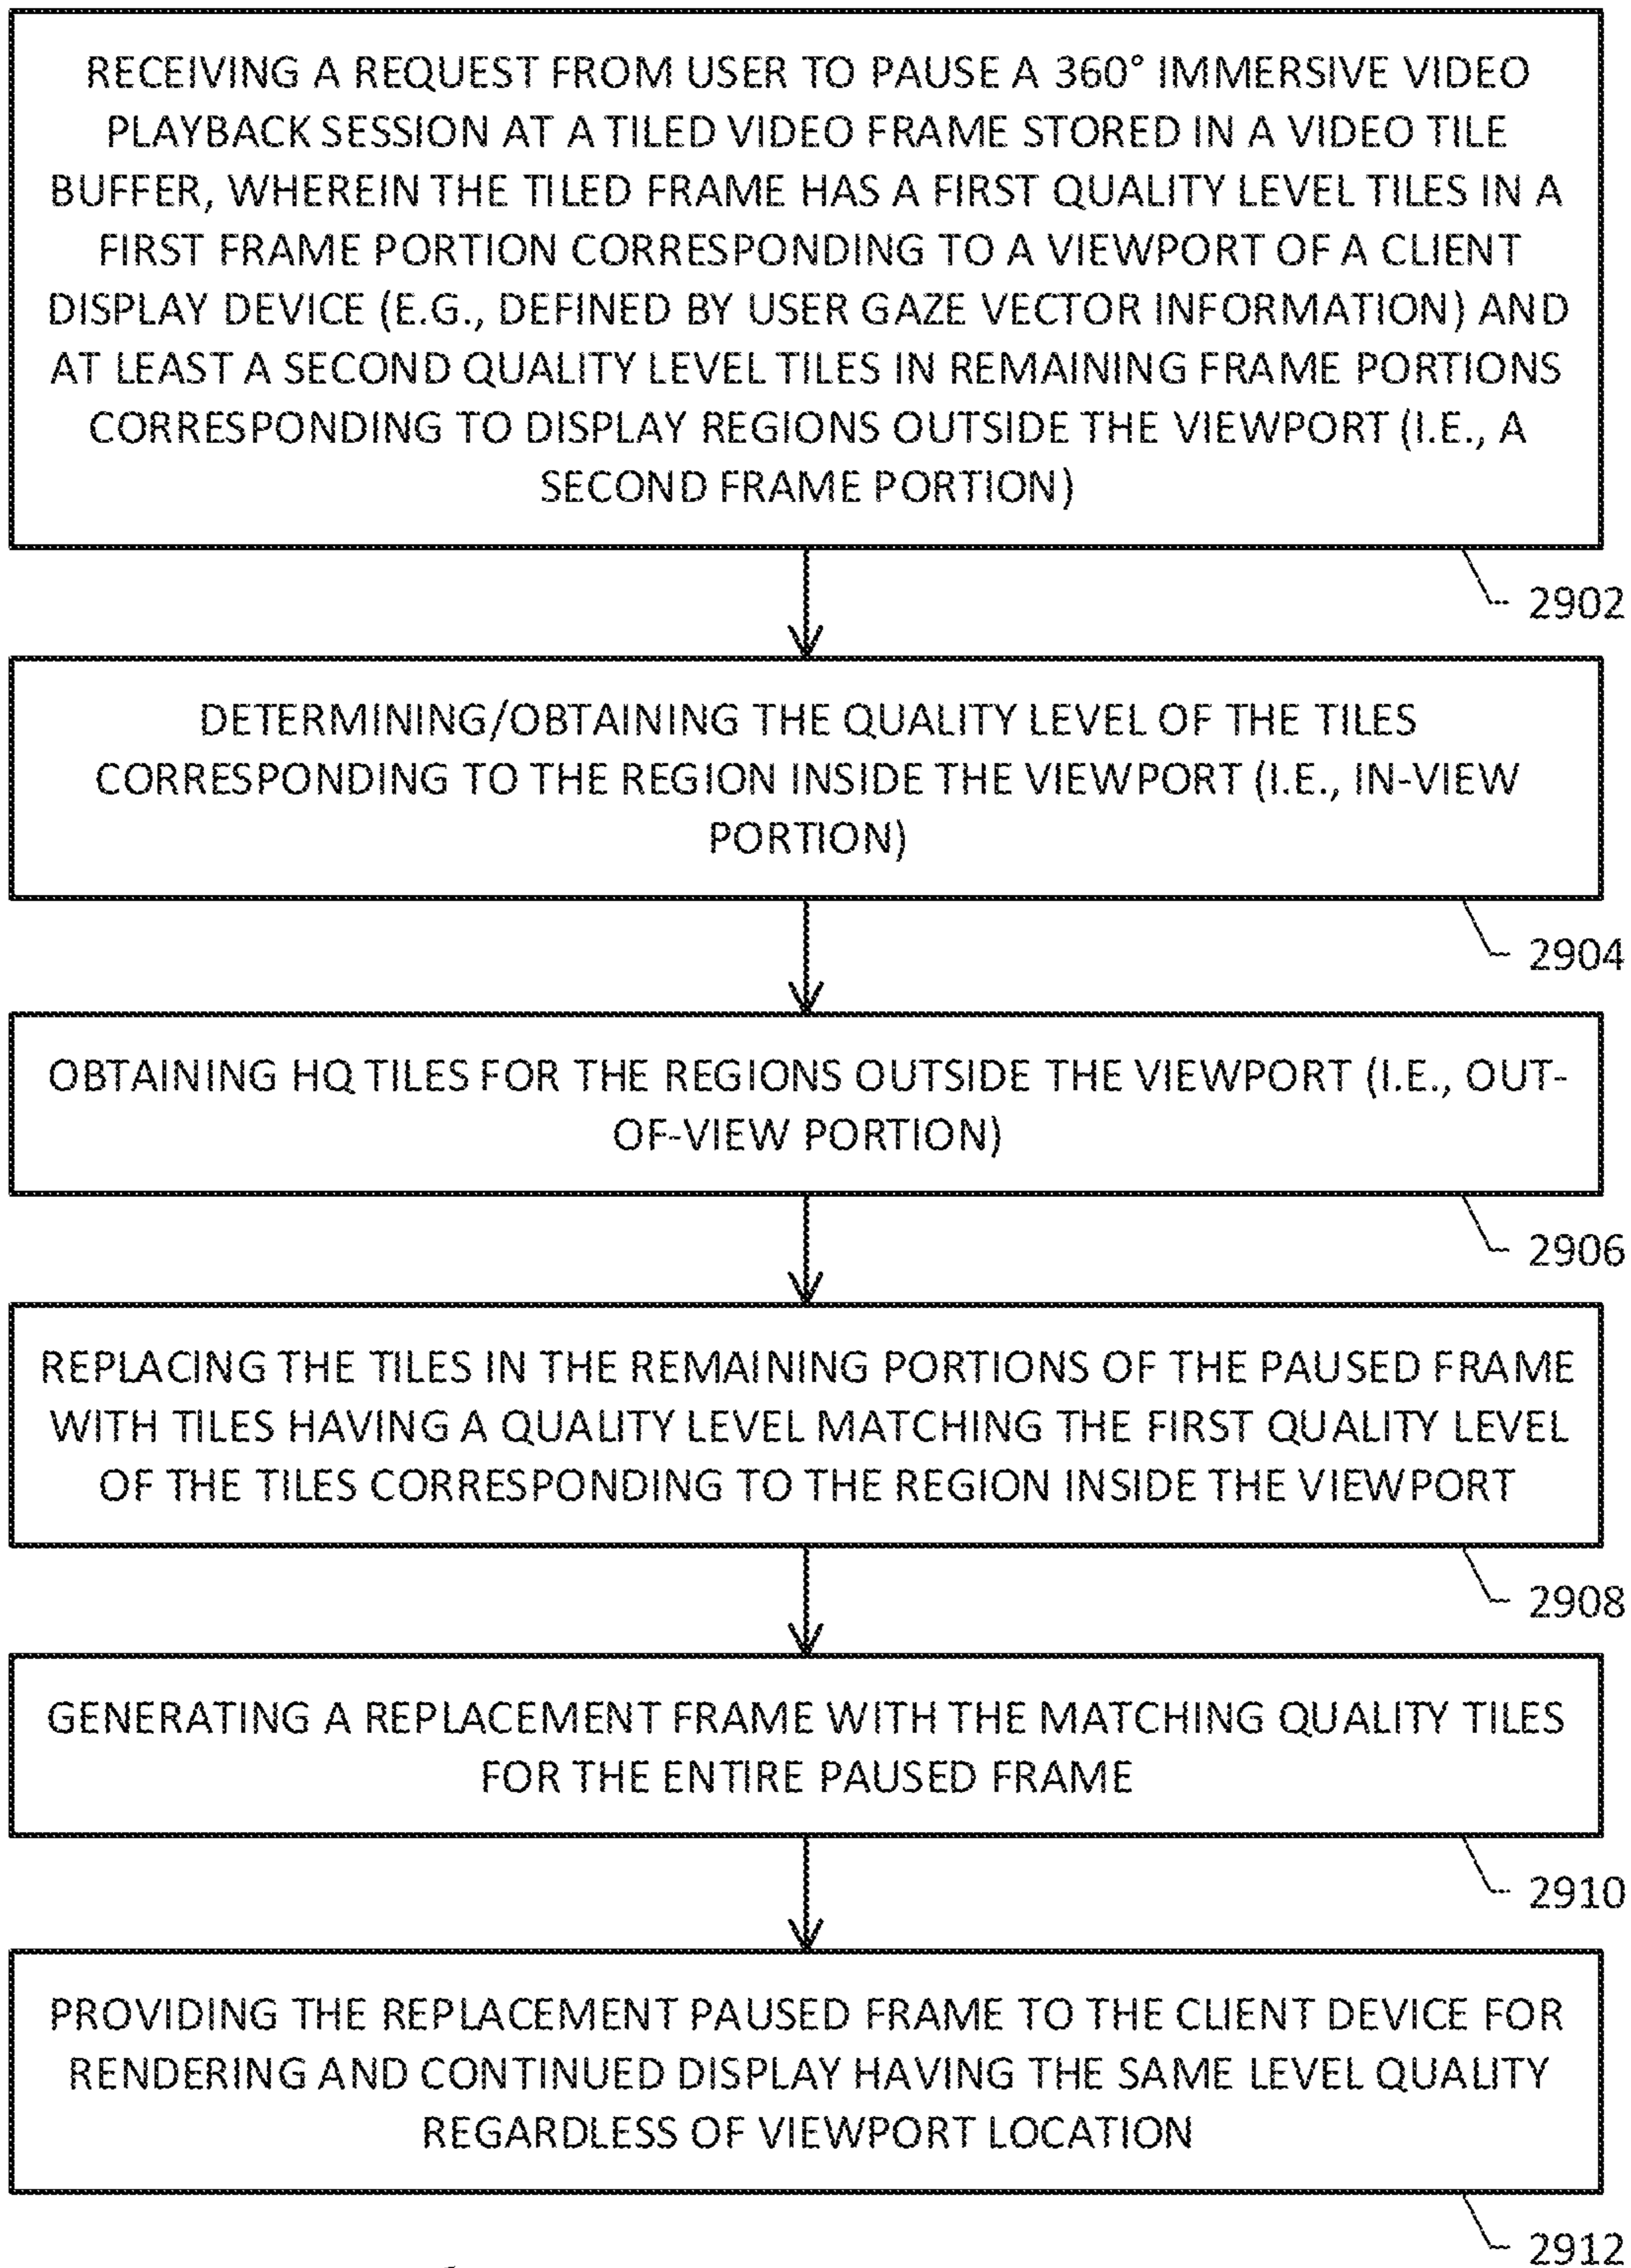 RECEIVING A REQUEST FROM USER TO PAUSE A 360° IMMERSIVE VIDEO
PLAYBACK SESSION AT A TILED VIDEO FRAME STORED IN A VIDEO TILE
BUFFER, WHEREIN THE TILED FRAME HAS A FIRST QUALITY LEVEL TILES IN A
FIRST FRAME PORTION CORRESPONDING TO A VIEWPORT OF A CLIENT
DISPLAY DEVICE (E.G., DEFINED BY USER GAZE VECTOR INFORMATION) AND
AT LEAST A SECOND QUALITY LEVEL TILES IN REMAINING FRAME PORTIONS
CORRESPONDING TO DISPLAY REGIONS OUTSIDE THE VIEWPORT (I.E., A
SECOND FRAME PORTION)
2902
DETERMINING/OBTAINING THE QUALITY LEVEL OF THE TILES
CORRESPONDING TO THE REGION INSIDE THE VIEWPORT (I.E., IN-VIEW
PORTION)
2904
OBTAINING HQ TILES FOR THE REGIONS OUTSIDE THE VIEWPORT (I.E., OUT-
OF-VIEW PORTION)
2906
REPLACING THE TILES IN THE REMAINING PORTIONS OF THE PAUSED FRAME
WITH TILES HAVING A QUALITY LEVEL MATCHING THE FIRST QUALITY LEVEL
OF THE TILES CORRESPONDING TO THE REGION INSIDE THE VIEWPORT
2908
GENERATING A REPLACEMENT FRAME WITH THE MATCHING QUALITY TILES
FOR THE ENTIRE PAUSED FRAME
2910
PROVIDING THE REPLACEMENT PAUSED FRAME TO THE CLIENT DEVICE FOR
RENDERING AND CONTINUED DISPLAY HAVING THE SAME LEVEL QUALITY
REGARDLESS OF VIEWPORT LOCATION
2912